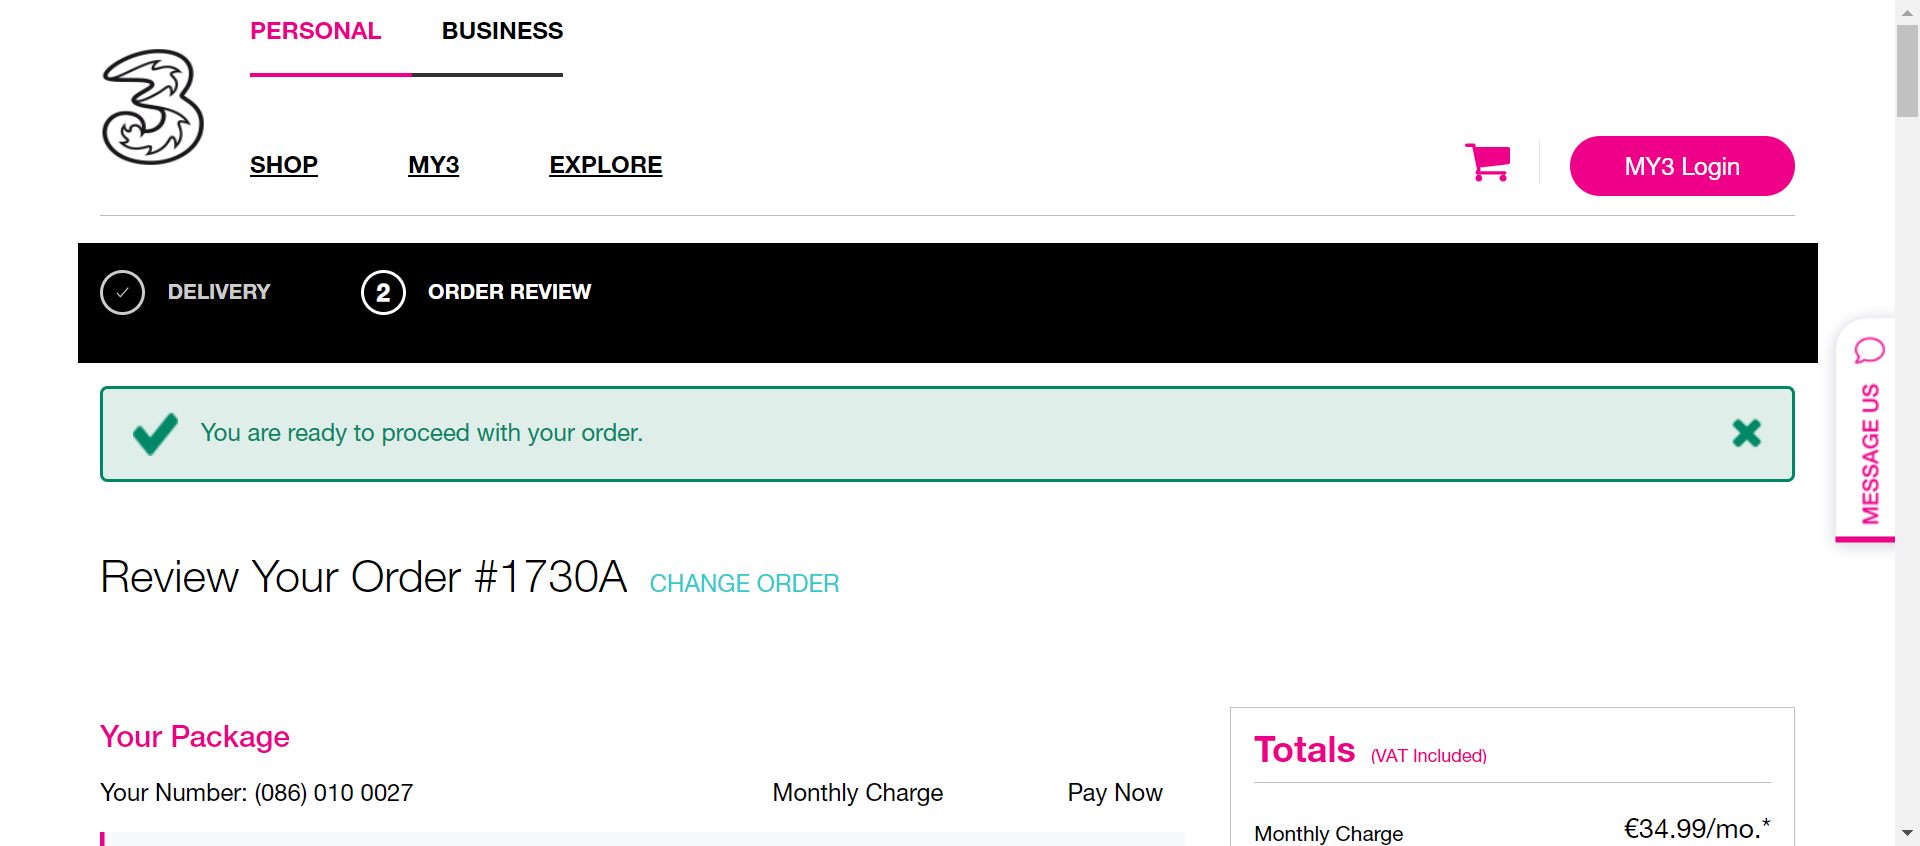 PERSONAL BUSINESS
SHOP MY3 EXPLORE
MY3 Login
DELIVERY 2 ORDER REVIEW
You are ready to proceed with your order.
MESSAGE US
Review Your Order #1730A CHANGE ORDER
Your Package
Your Number: (086) 010 0027 Monthly Charge Pay Now
Totals (VAT Included)
Monthly Charge €34.99/mo.*